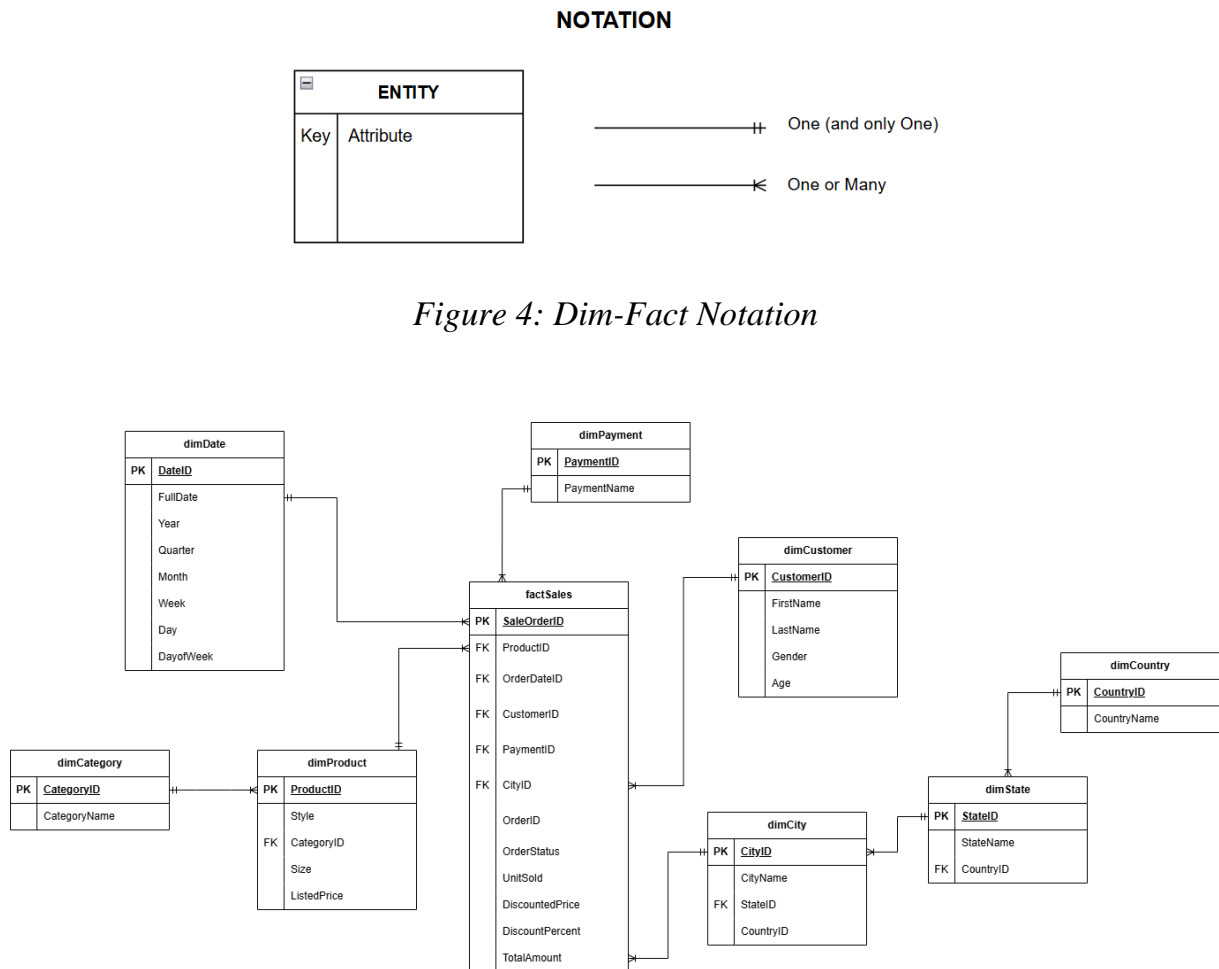 NOTATION
ENTITY
Key Attribute
One (and only One)
One or Many
Figure 4: Dim-Fact Notation
dimDate
PK DateID
FullDate
Year
Quarter
Month
Week
Day
DayofWeek
dimPayment
PK PaymentID
PaymentName
dimCustomer
PK CustomerID
FirstName
LastName
Gender
Age
factSales
PK SaleOrderID
FK ProductID
FK OrderDateID
FK CustomerID
FK PaymentID
FK CityID
OrderID
OrderStatus
UnitSold
DiscountedPrice
DiscountPercent
TotalAmount
dimCountry
PK CountryID
CountryName
dimCategory
PK CategoryID
CategoryName
dimProduct
PK ProductID
Style
FK CategoryID
Size
ListedPrice
dimState
PK StateID
StateName
FK CountryID
dimCity
PK CityID
CityName
FK StateID
CountryID